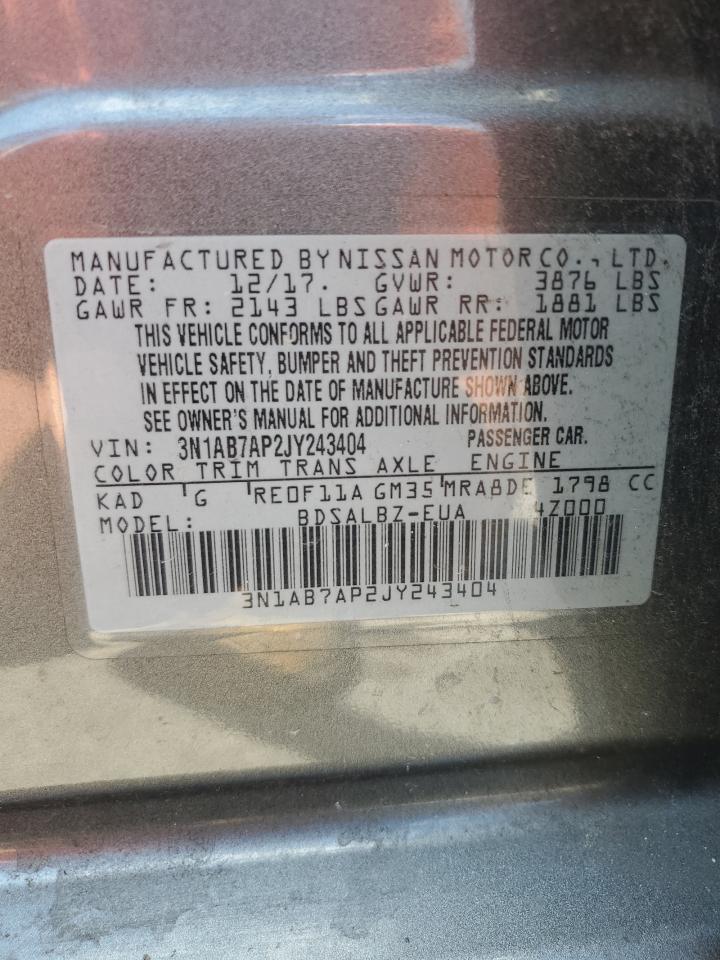 MANUFACTURED BY NISSAN MOTOR CO., LTD.
DATE: 12/17. GVWR: 3876 LBS
GAWR FR: 2143 LBS GAWR RR: 1881 LBS
THIS VEHICLE CONFORMS TO ALL APPLICABLE FEDERAL MOTOR
VEHICLE SAFETY, BUMPER AND THEFT PREVENTION STANDARDS
IN EFFECT ON THE DATE OF MANUFACTURE SHOWN ABOVE.
SEE OWNER'S MANUAL FOR ADDITIONAL INFORMATION.
VIN: 3N1AB7AP2JY243404 PASSENGER CAR.
COLOR TRIM TRANS AXLE ENGINE
KAD G RE0F11A GM35 MRA8DE 1798 CC
MODEL: BDSALBZ-EUA 4Z000
3N1AB7AP2JY243404